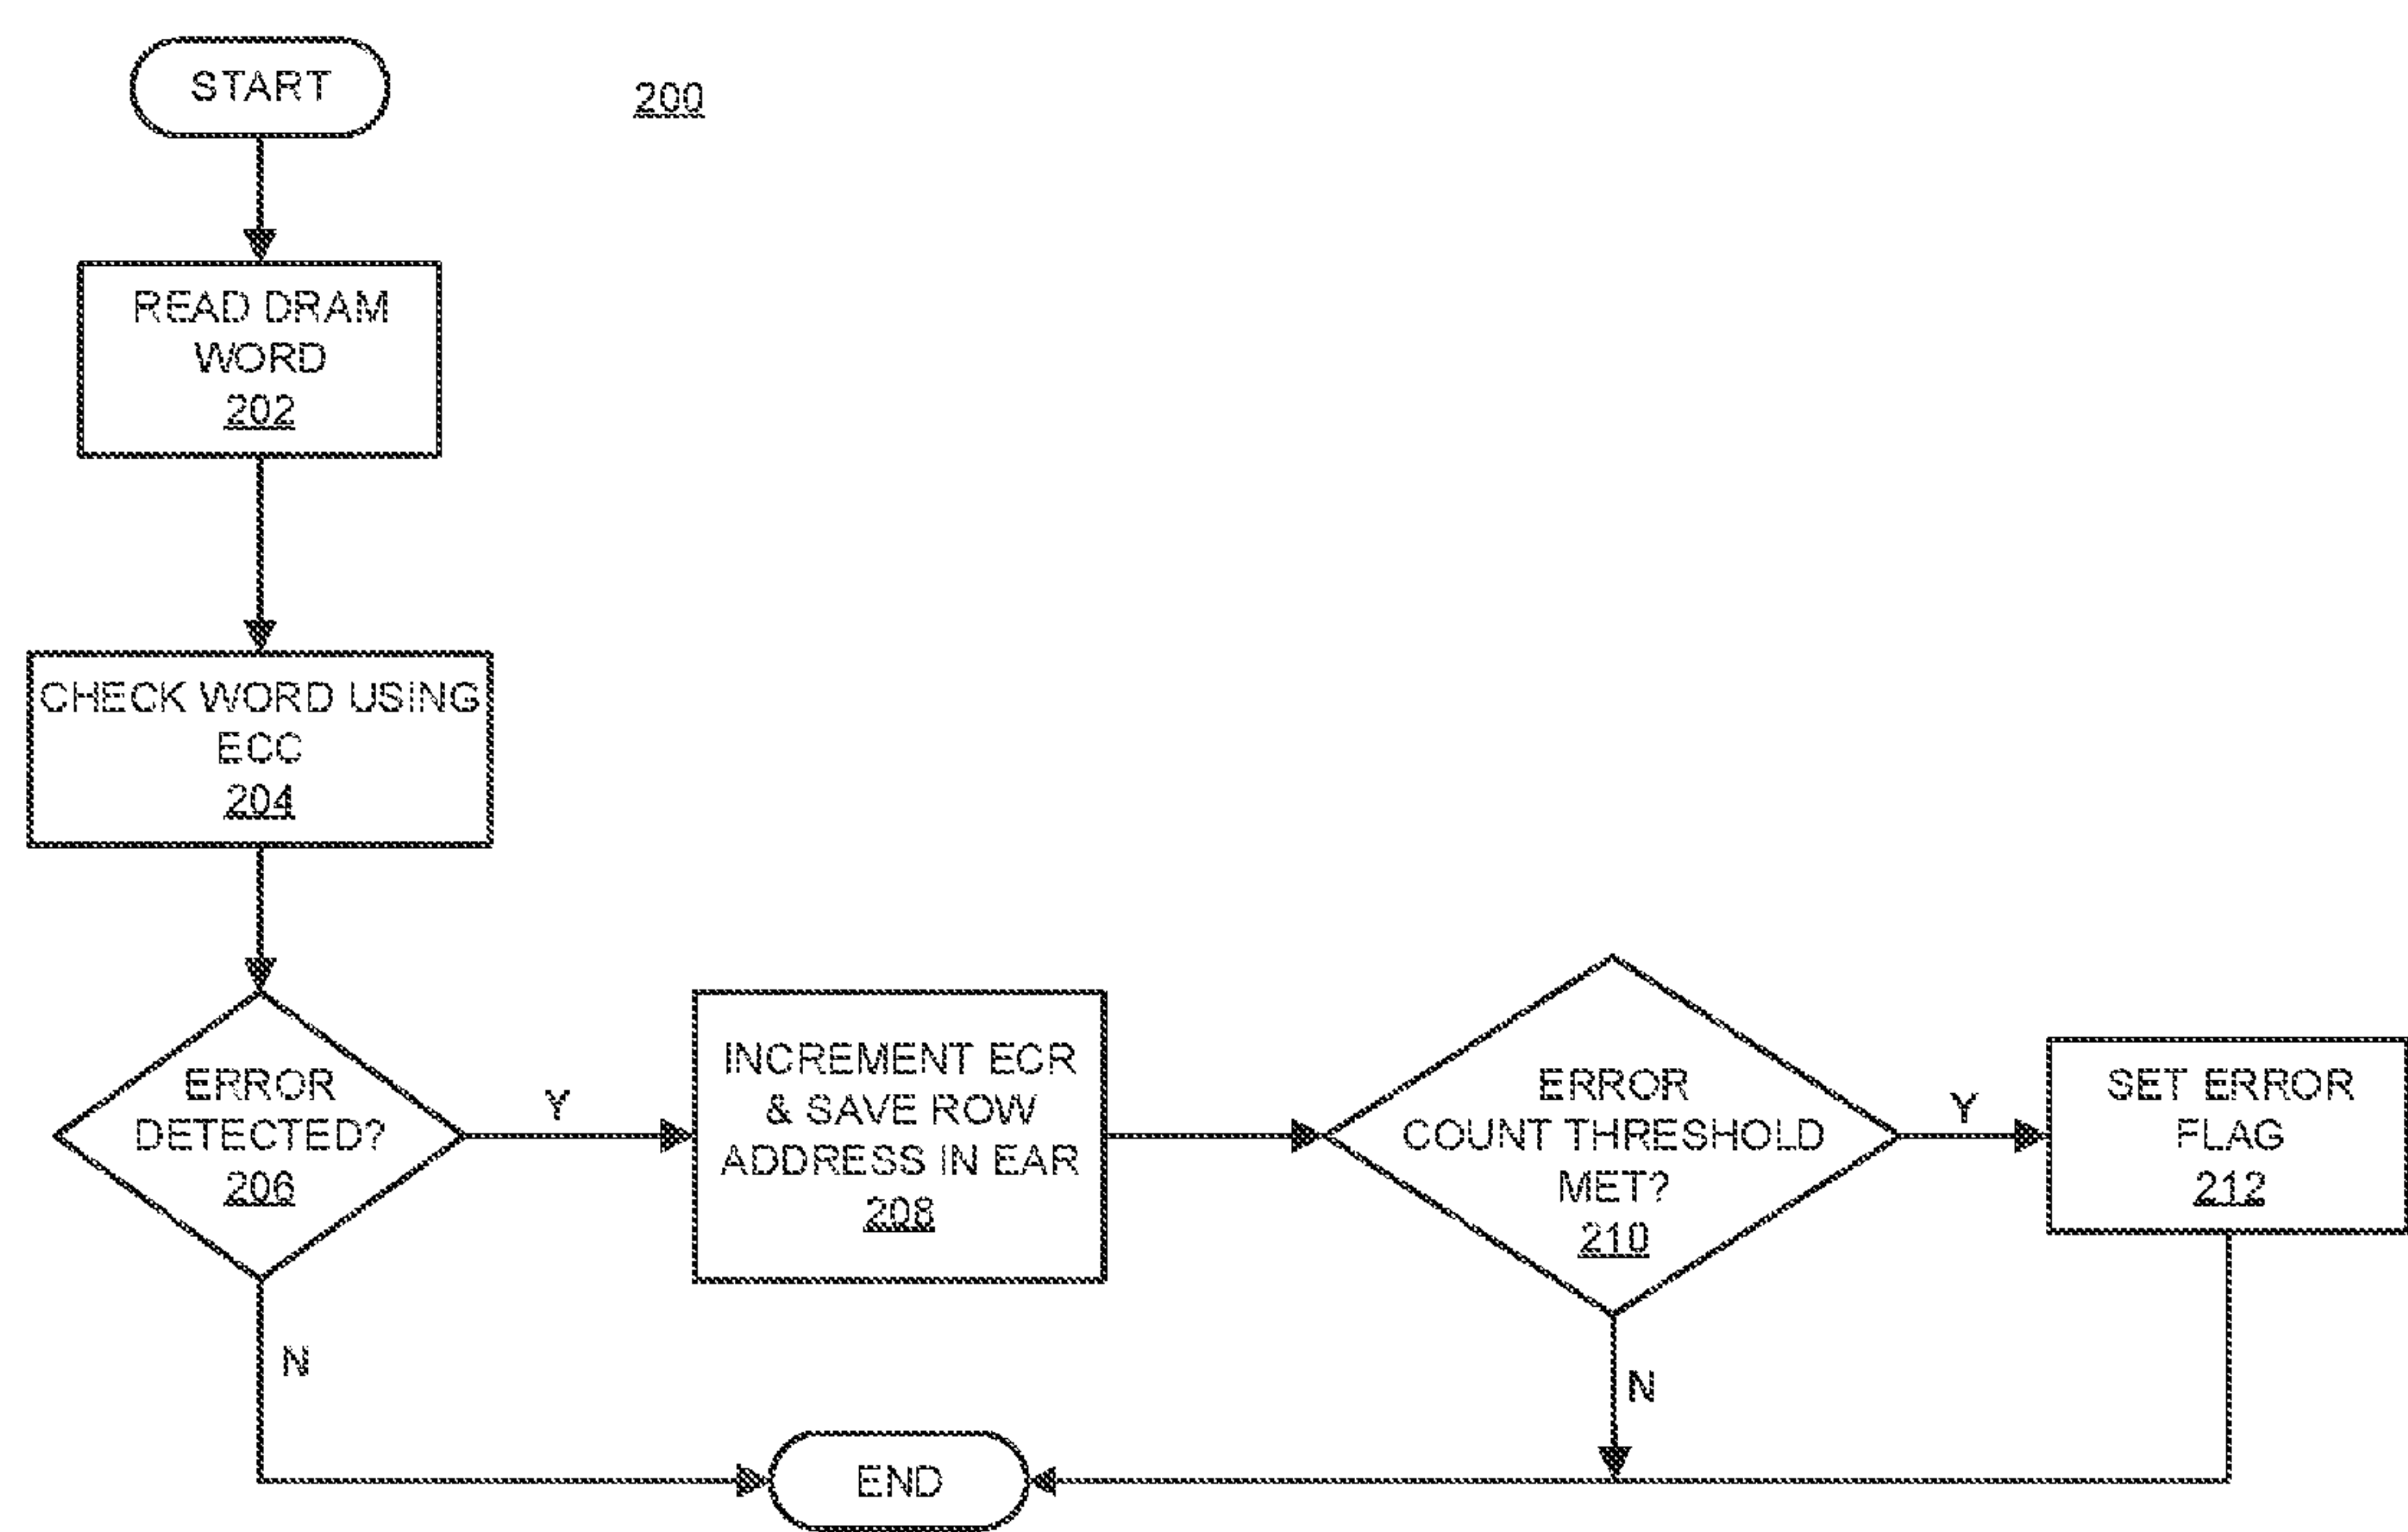 START
200
READ DRAM
WORD
202
CHECK WORD USING
ECC
204
ERROR
DETECTED?
206
Y
INCREMENT ECR
& SAVE ROW
ADDRESS IN EAR
208
ERROR
COUNT THRESHOLD
MET?
210
Y
SET ERROR
FLAG
212
N
N
END